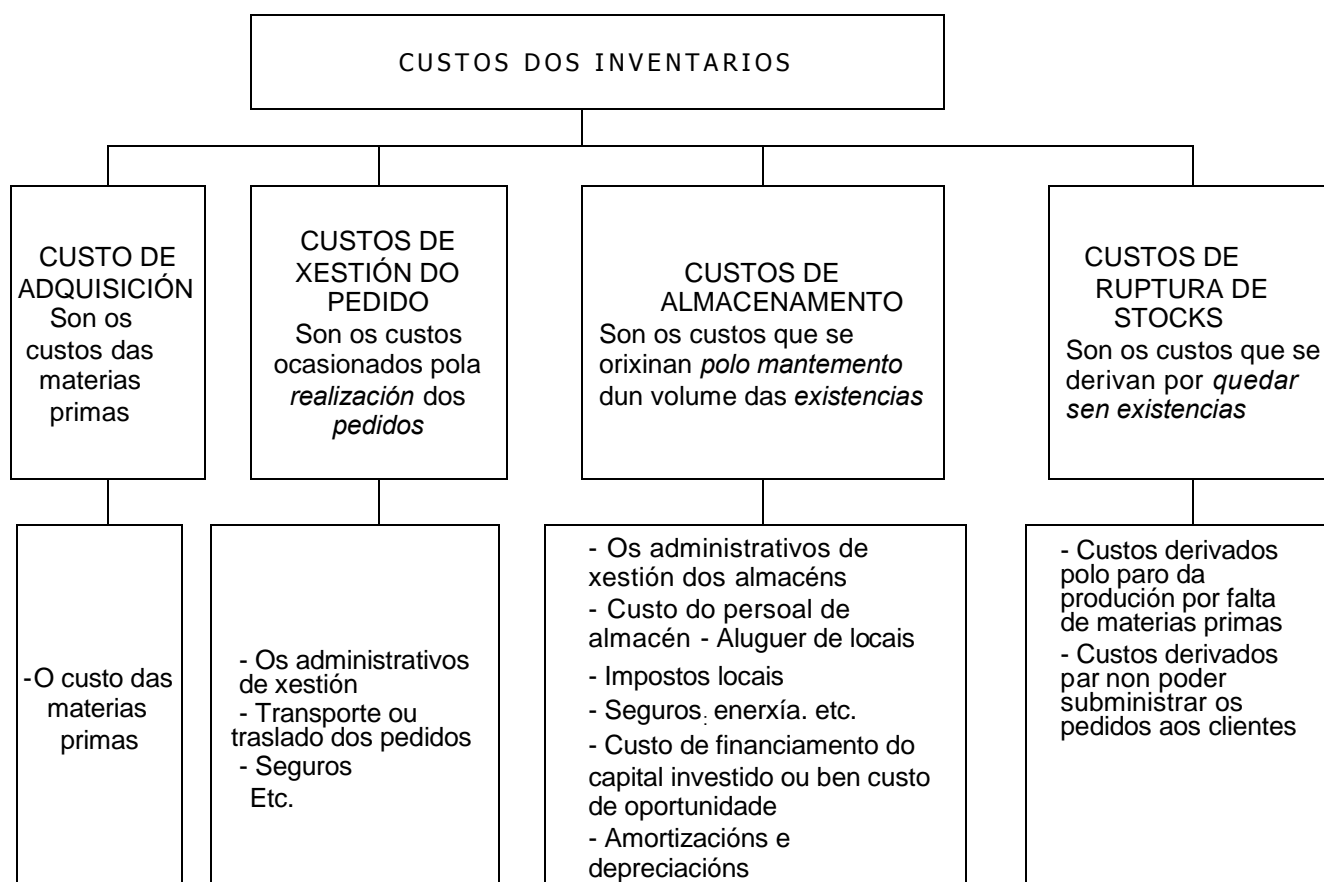 CUSTOS DOS INVENTARIOS
CUSTO DE
ADQUISICIÓN
Son os
custos das
materias
primas
CUSTOS DE
XESTIÓN DO
PEDIDO
Son os custos
ocasionados pola
realización dos
pedidos
CUSTOS DE
ALMACENAMENTO
Son os custos que se
orixinan polo mantemento
dun volume das existencias
CUSTOS DE
RUPTURA DE
STOCKS
Son os custos que se
derivan por quedar
sen existencias
-O custo das
materias
primas
- Os administrativos
de xestión
- Transporte ou
traslado dos pedidos
- Seguros
Etc.
- Os administrativos de
xestión dos almacéns
- Custo do persoal de
almacén - Aluguer de locais
- Impostos locais
- Seguros: enerxía. etc.
- Custo de financiamento do
capital investido ou ben custo
de oportunidade
- Amortizacións e
depreciacións
- Custos derivados
polo paro da
produción por falta
de materias primas
- Custos derivados
par non poder
subministrar os
pedidos aos clientes